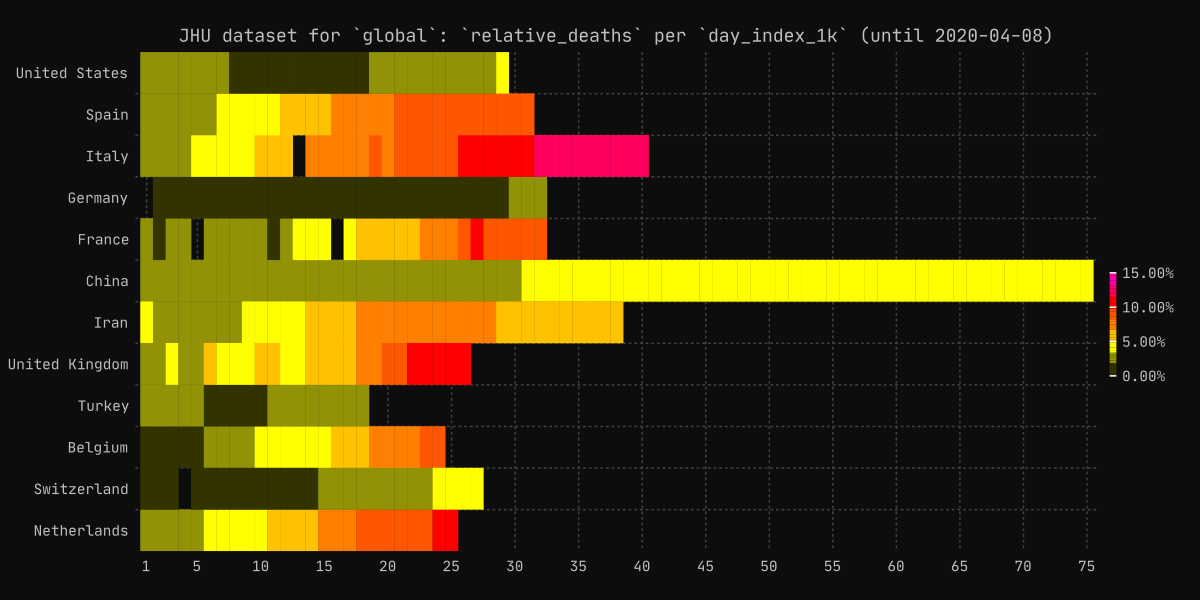 JHU dataset for `global`: `relative_deaths` per `day_index_1k` (until 2020-04-08)
United States
Spain
Italy
Germany
France
China
Iran
United Kingdom
Turkey
Belgium
Switzerland
Netherlands
1 5 10 15 20 25 30 35 40 45 50 55 60 65 70 75
15.00%
10.00%
5.00%
0.00%